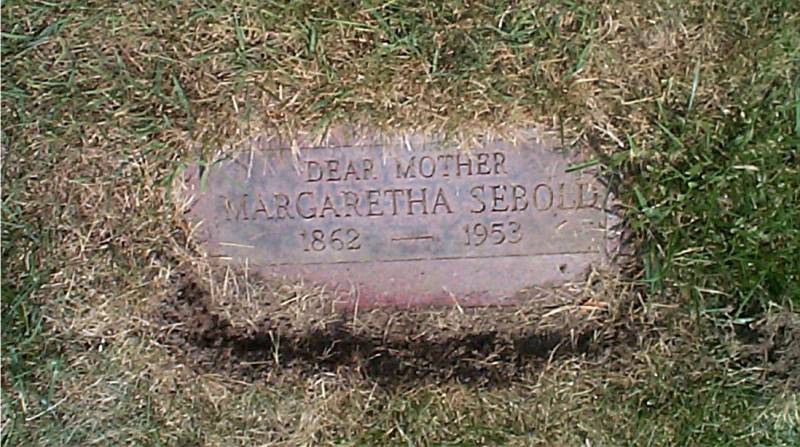 DEAR MOTHER
MARGARETHA SEBOLD
1862 — 1953